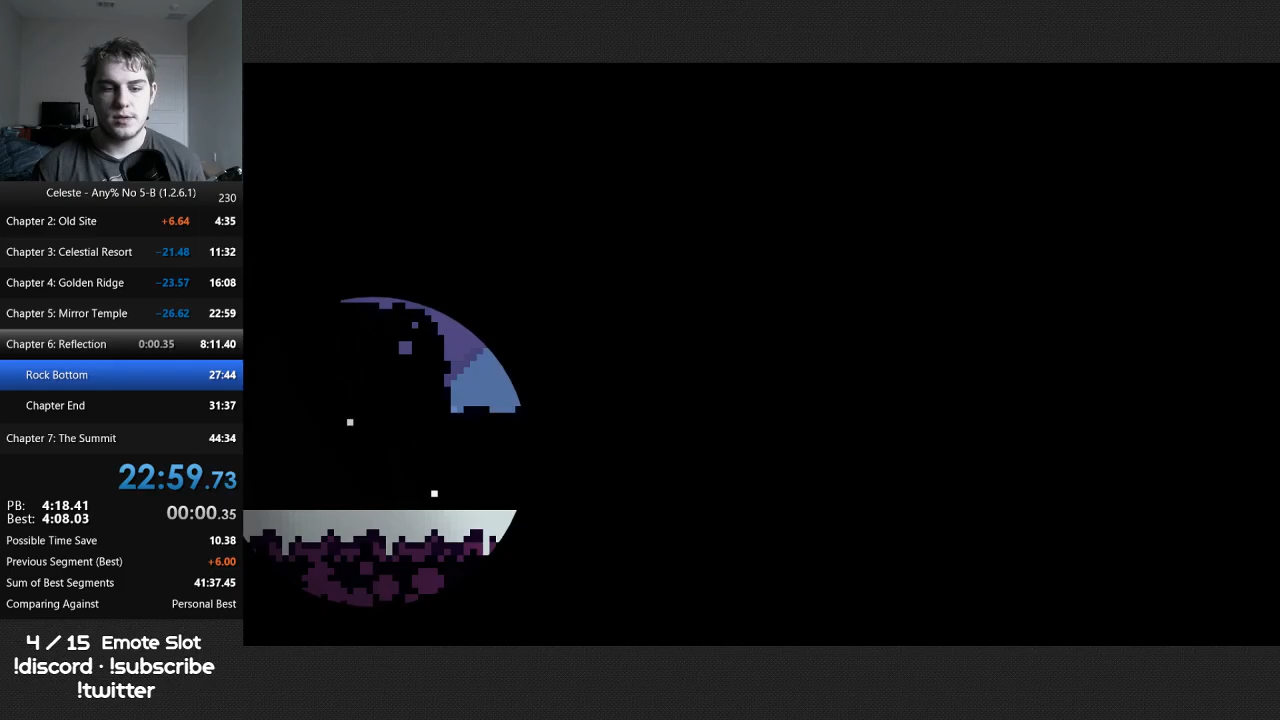 Celeste - Any% No 5-B (1.2.6.1) 230
Chapter 2: Old Site +6.64 4:35
Chapter 3: Celestial Resort −21.48 11:32
Chapter 4: Golden Ridge −23.57 16:08
Chapter 5: Mirror Temple −26.62 22:59
Chapter 6: Reflection 0:00.35 8:11.40
Rock Bottom 27:44
Chapter End 31:37
Chapter 7: The Summit 44:34
22:59.73
PB: 4:18.41
Best: 4:08.03 00:00.35
Possible Time Save 10.38
Previous Segment (Best) +6.00
Sum of Best Segments 41:37.45
Comparing Against Personal Best
4 / 15 Emote Slot
!discord · !subscribe
!twitter